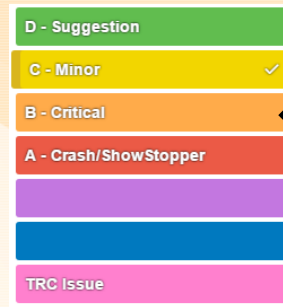 D - Suggestion
C - Minor
B - Critical
A - Crash/ShowStopper
TRC Issue